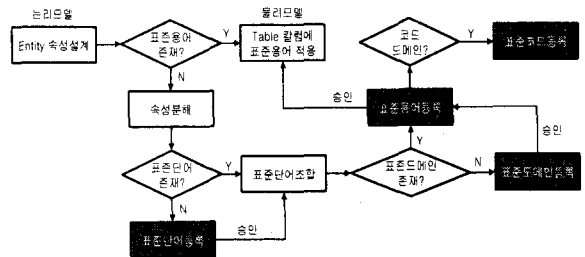 논리모델
Entity 속성설계
표준용어
존재?
Y
N
물리모델
Table 칼럼에
표준용어 적용
코드
도메인?
Y
표준코드등록
속성분해
승인
표준용어등록
승인
표준단어
존재?
Y
N
표준단어조합
Y
표준도메인
존재?
N
표준도메인등록
표준단어등록
승인